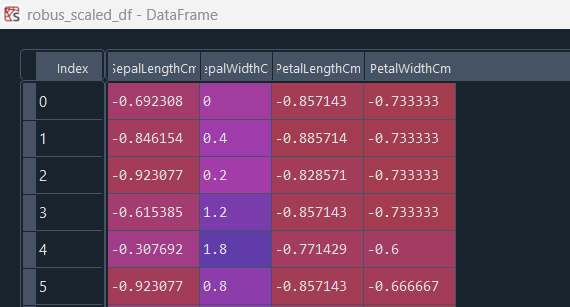 robus_scaled_df - DataFrame
Index SepalLengthCm epalWidthC PetalLengthCm PetalWidthCm
0 -0.692308 0 -0.857143 -0.733333
1 -0.846154 0.4 -0.885714 -0.733333
2 -0.923077 0.2 -0.828571 -0.733333
3 -0.615385 1.2 -0.857143 -0.733333
4 -0.307692 1.8 -0.771429 -0.6
5 -0.923077 0.8 -0.857143 -0.666667